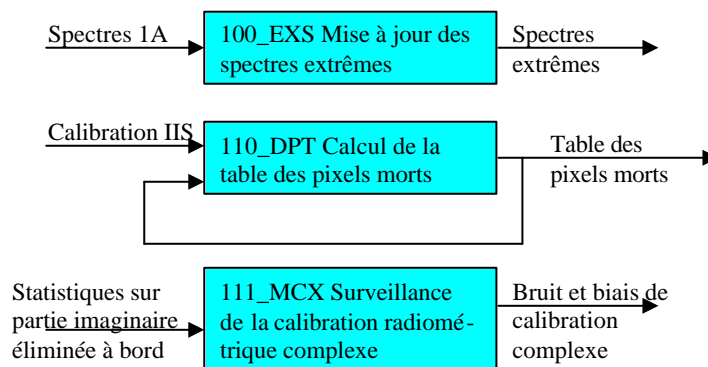 Spectres 1A
100_EXS Mise à jour des
spectres extrêmes
Spectres
extrêmes
Calibration IIS
110_DPT Calcul de la
table des pixels morts
Table des
pixels morts
Statistiques sur
partie imaginaire
éliminée à bord
111_MCX Surveillance
de la calibration radiomé-
trique complexe
Bruit et biais de
calibration
complexe